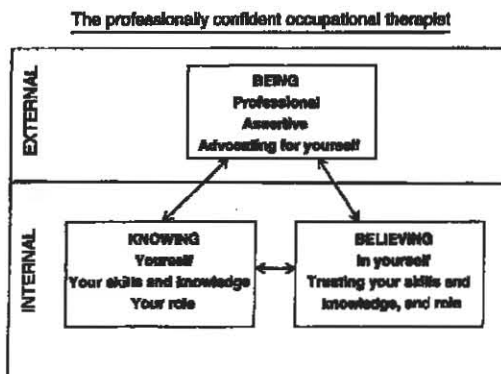 The professionally confident occupational therapist
EXTERNAL
BEING
Professional
Assertive
Advocating for yourself
INTERNAL
KNOWING
Yourself
Your skills and knowledge
Your role
BELIEVING
In yourself
Trusting your skills and
knowledge, and role